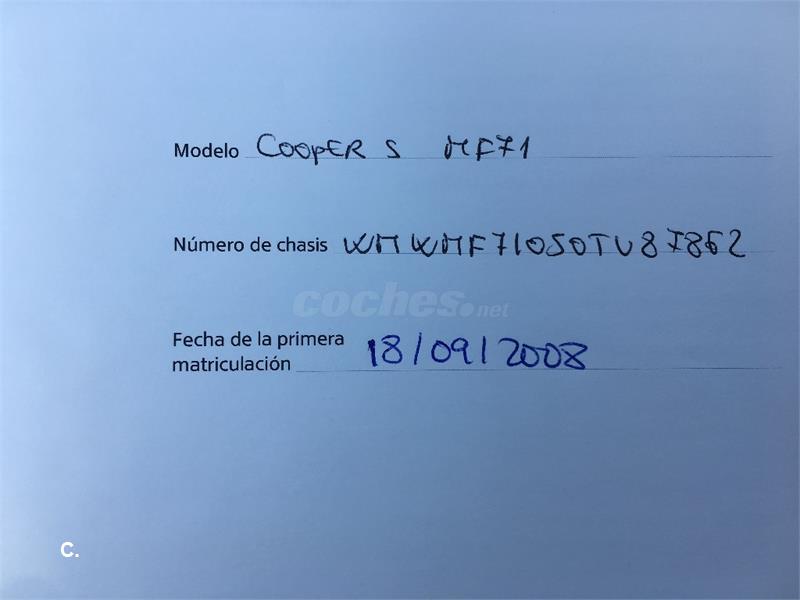 Modelo COOPER S MF71
Número de chasis WMWMF71050TU87862
coches.net
Fecha de la primera
matriculación 18/09/2008
C.